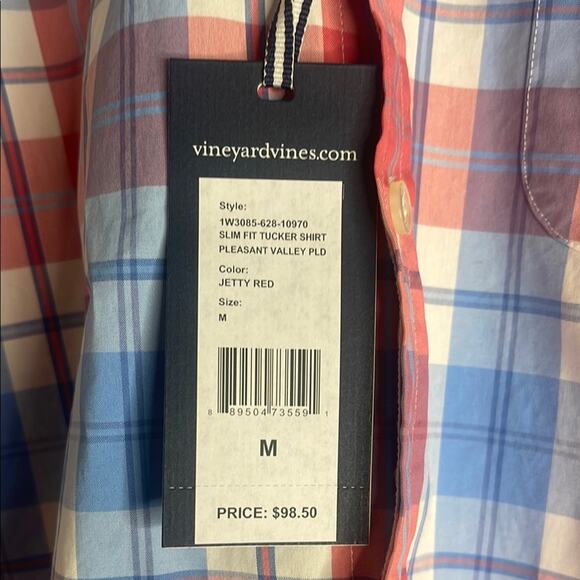 vineyardvines.com
Style:
1W3085-628-10970
SLIM FIT TUCKER SHIRT
PLEASANT VALLEY PLD
Color:
JETTY RED
Size:
M
8 89504 73559 1
M
PRICE: $98.50